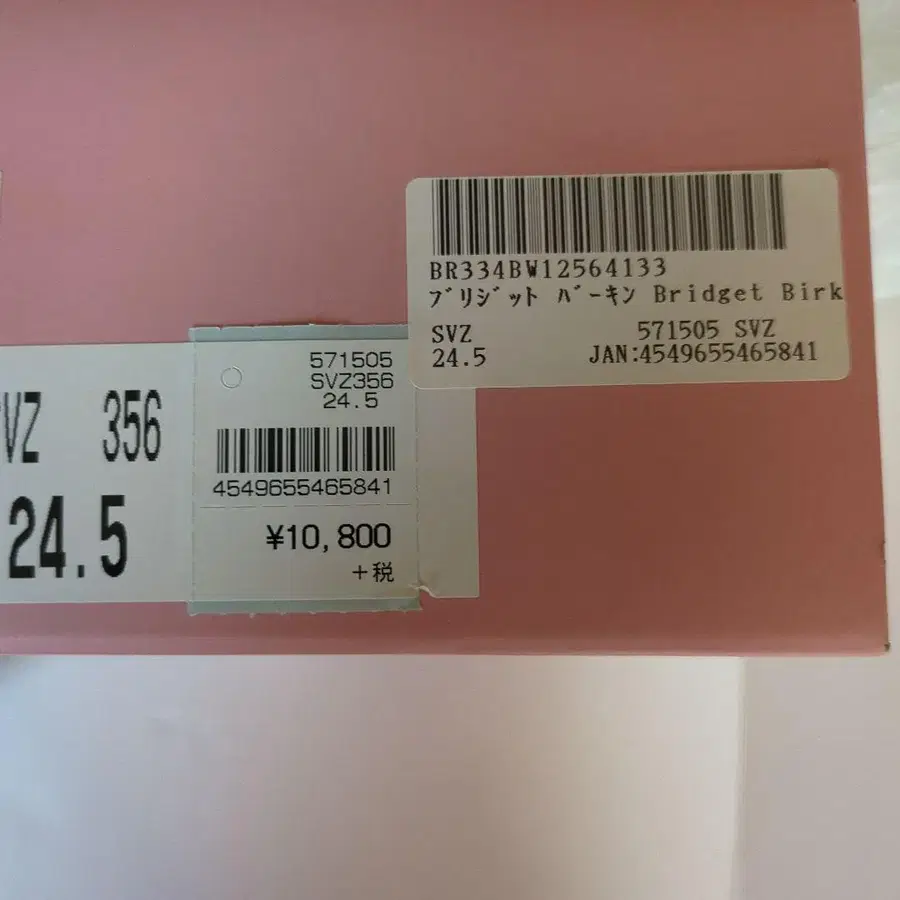 BR334BW12564133
ﾌﾞﾘｼﾞｯﾄ ﾊﾞｰｷﾝ Bridget Birk
SVZ 571505 SVZ
24.5 JAN:4549655465841
571505
SVZ356
24.5
4549655465841
¥10,800
+税
SVZ 356
24.5